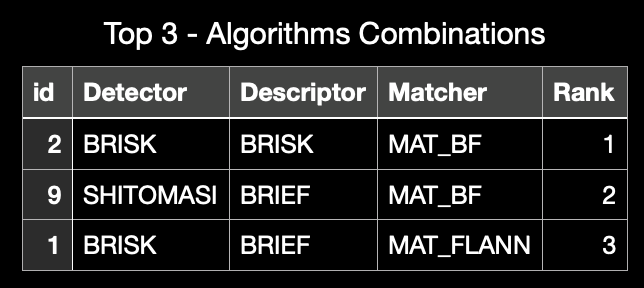 Top 3 - Algorithms Combinations
id Detector Descriptor Matcher Rank
2 BRISK BRISK MAT_BF 1
9 SHITOMASI BRIEF MAT_BF 2
1 BRISK BRIEF MAT_FLANN 3